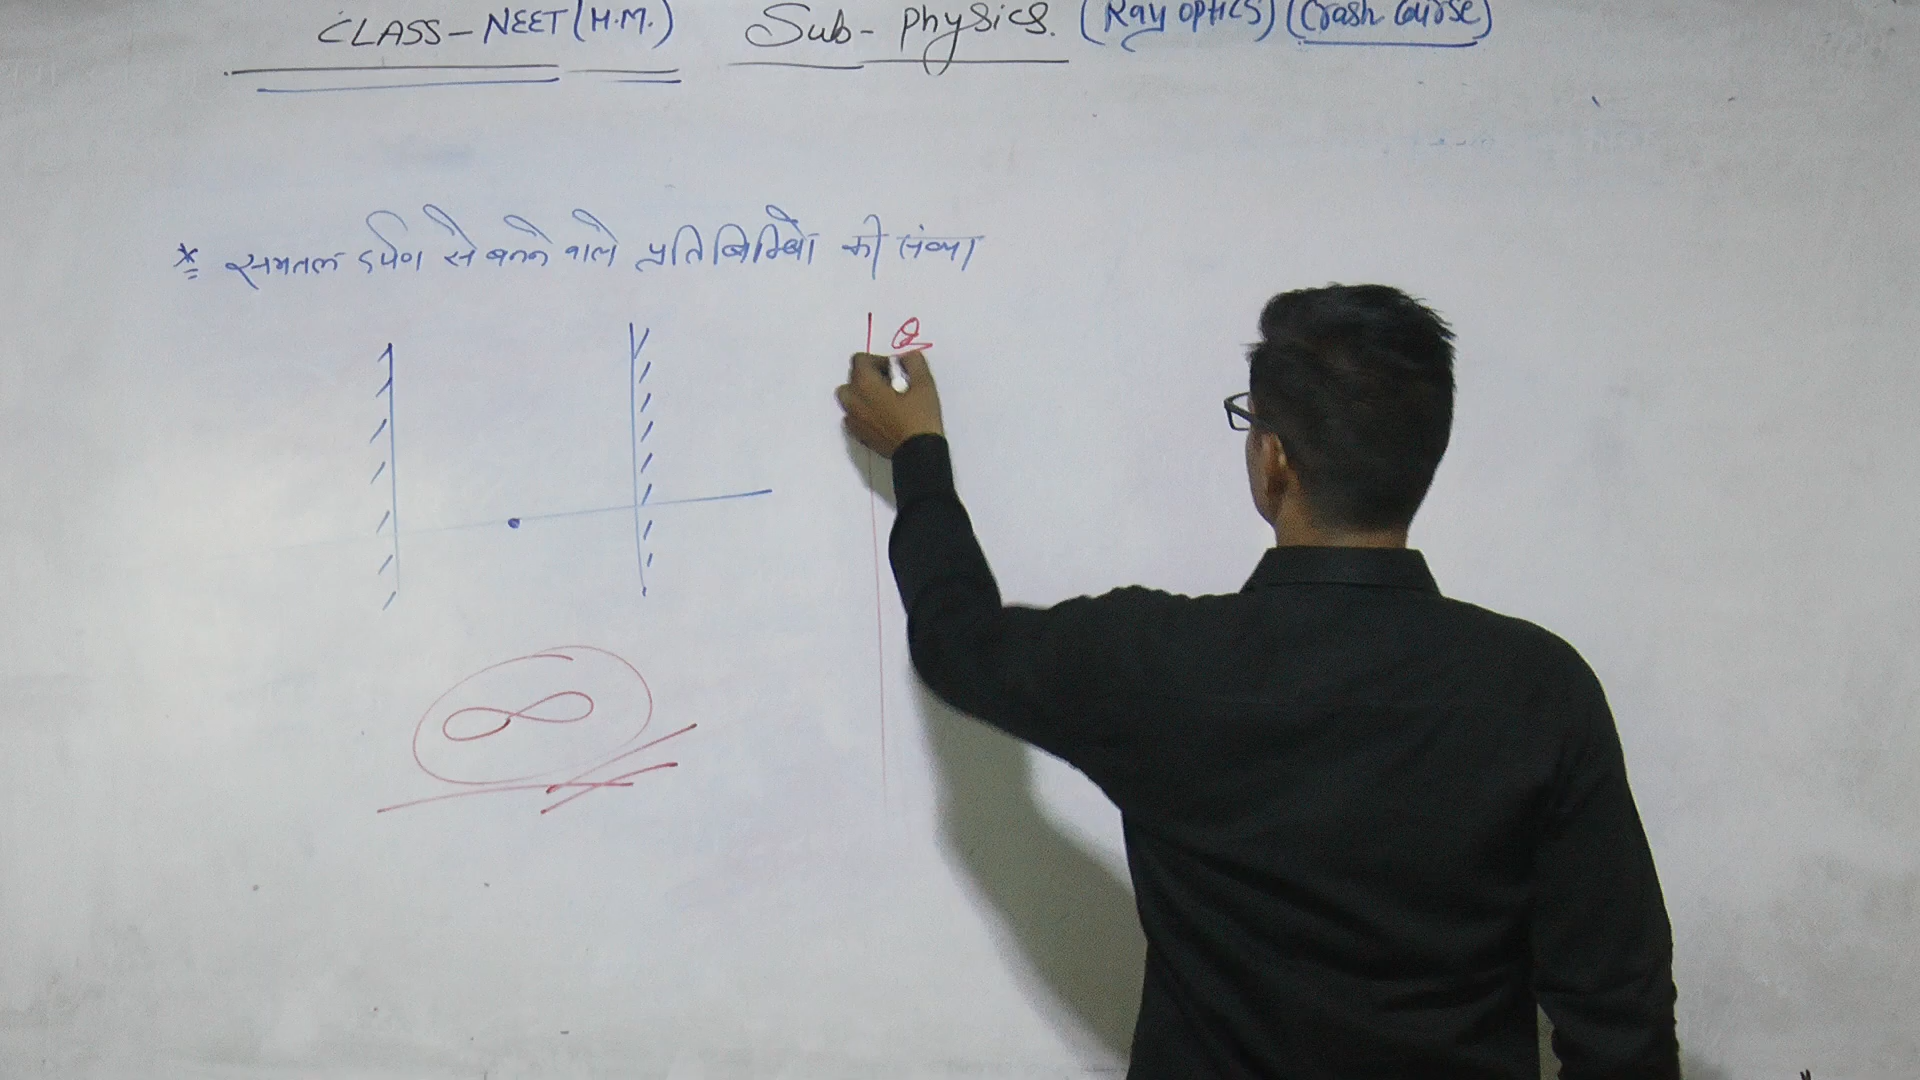 CLASS-NEET(H.M.) Sub- Physics. (Ray optics) (Crash Course)
* समतल दर्पण से बनने वाले प्रतिबिम्बों की संख्या
Q
∞